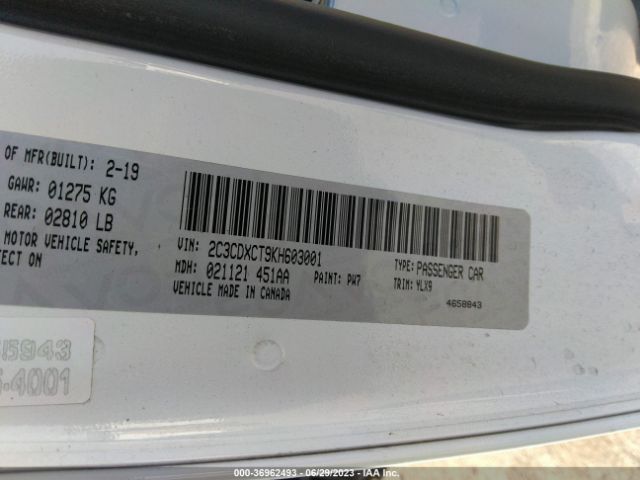 OF MFR(BUILT): 2-19
GAWR: 01275 KG
REAR: 02810 LB
MOTOR VEHICLE SAFETY,
FECT ON
VIN: 2C3CDXCT9KH603001
MDH: 021121 451AA
PAINT: PW7
VEHICLE MADE IN CANADA
TYPE: PASSENGER CAR
TRIM: YLX9
4658843
5943
4001
000-36962493 - 06/29/2023 - IAA Inc.